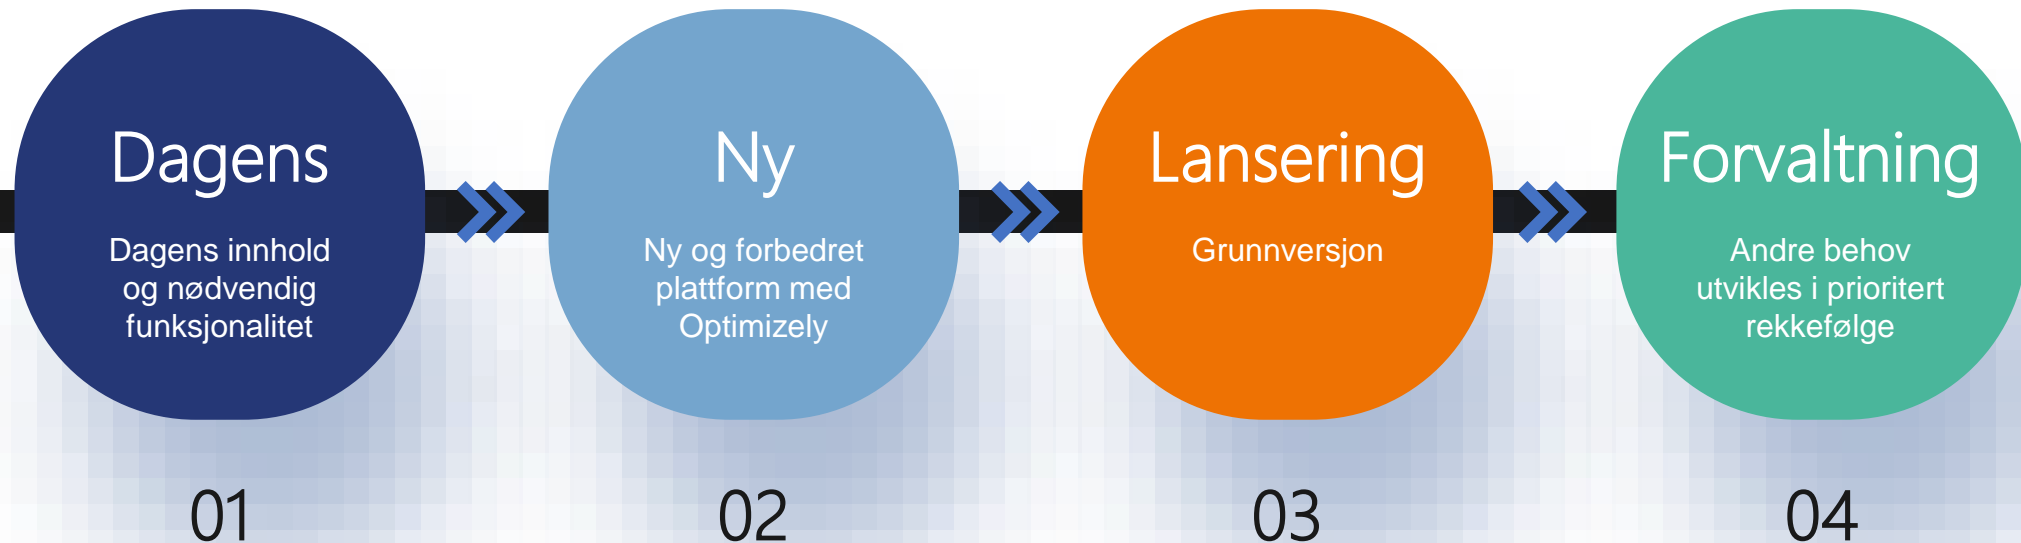 Dagens
Dagens innhold
og nødvendig
funksjonalitet
01
Ny
Ny og forbedret
plattform med
Optimizely
02
Lansering
Grunnversjon
03
Forvaltning
Andre behov
utvikles i prioritert
rekkefølge
04